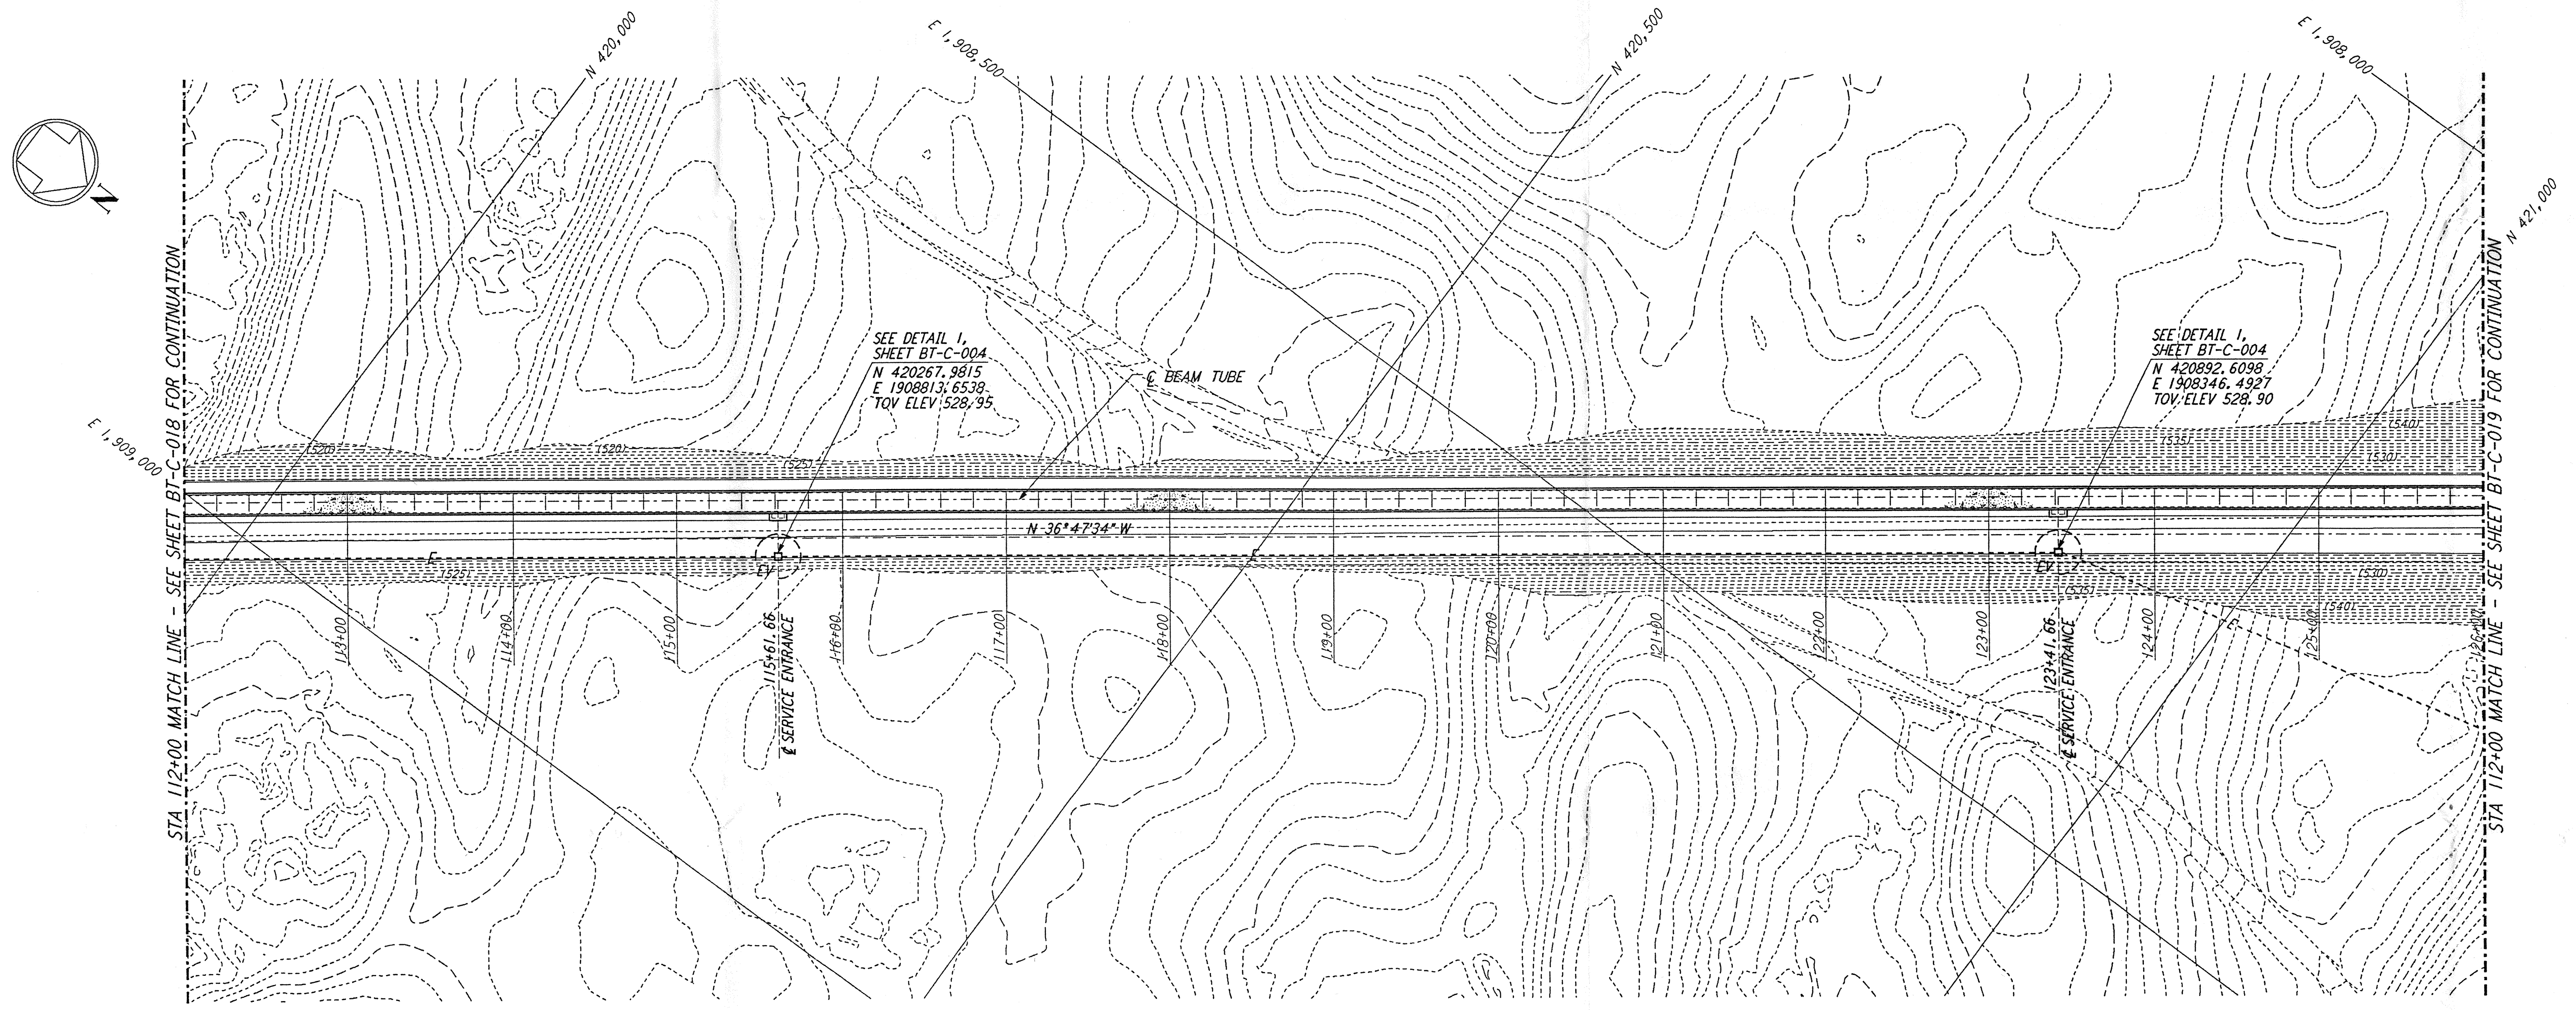 N 420,000
E 1,908,500
N 420,500
E 1,908,000
N
N 421,000
STA 112+00 MATCH LINE - SEE SHEET BT-C-018 FOR CONTINUATION
E 1,909,000
SEE DETAIL 1,
SHEET BT-C-004
N 420267.9815
E 1908813.6538
TOV ELEV 528.95
℄ BEAM TUBE
SEE DETAIL 1,
SHEET BT-C-004
N 420892.6098
E 1908346.4927
TOV ELEV 528.90
STA 112+00 MATCH LINE - SEE SHEET BT-C-019 FOR CONTINUATION
(520)
(520)
(525)
(535)
(540)
(530)
N 36°47'34" W
E
E
EV
EV
(525)
(530)
(535)
(540)
E
113+00
114+00
115+00
115+61.66
℄ SERVICE ENTRANCE
116+00
117+00
118+00
119+00
120+00
121+00
122+00
123+00
123+41.66
℄ SERVICE ENTRANCE
124+00
125+00
126+00